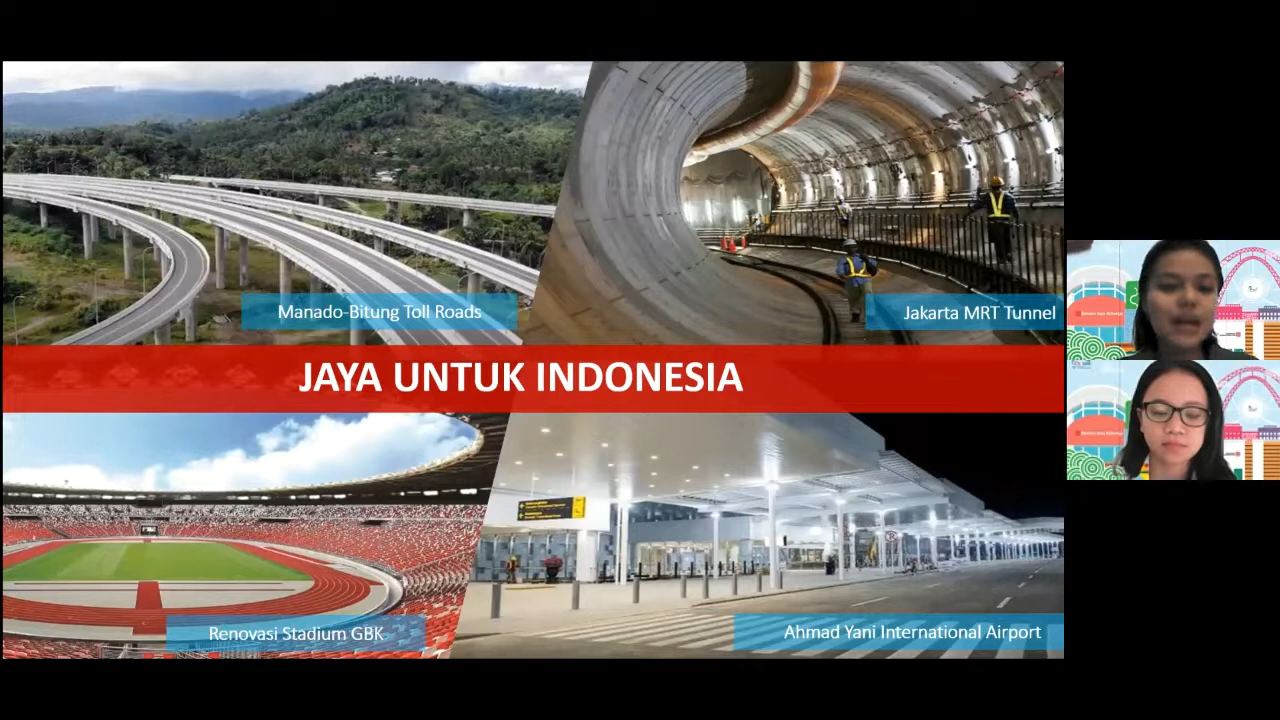 Manado-Bitung Toll Roads
Jakarta MRT Tunnel
JAYA UNTUK INDONESIA
Renovasi Stadium GBK
Ahmad Yani International Airport